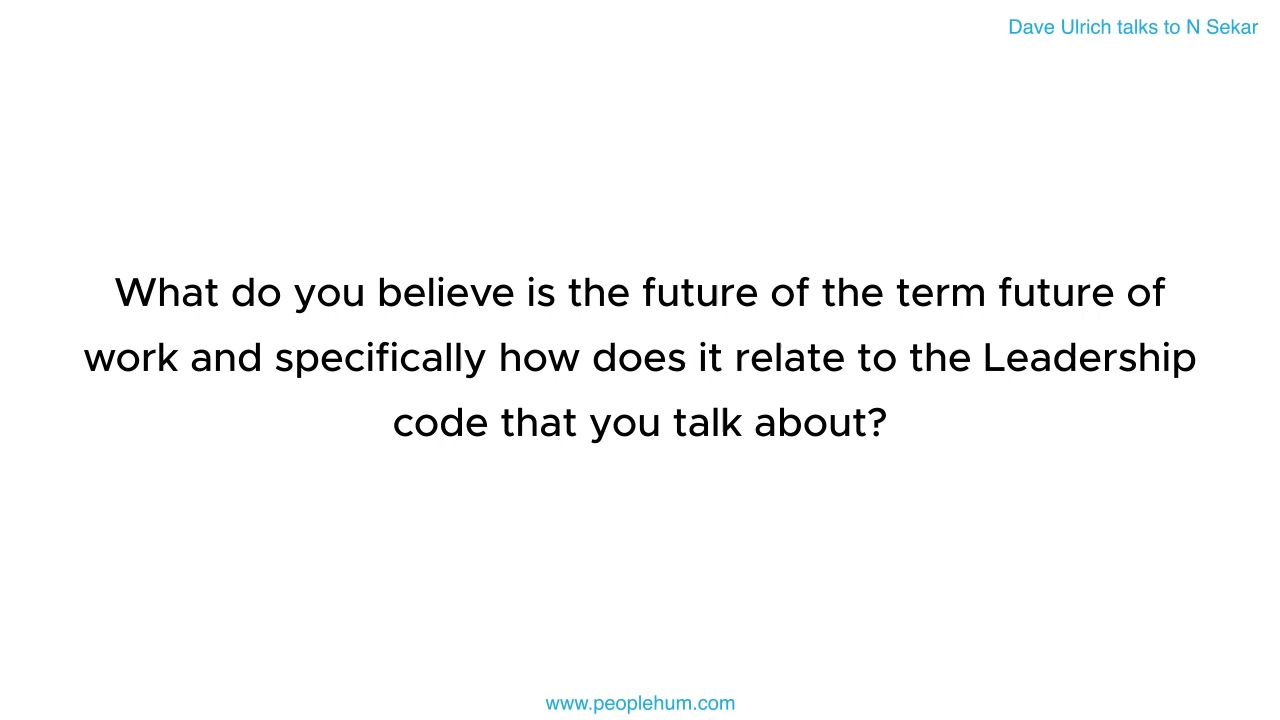 Dave Ulrich talks to N Sekar
What do you believe is the future of the term future of
work and specifically how does it relate to the Leadership
code that you talk about?
www.peoplehum.com